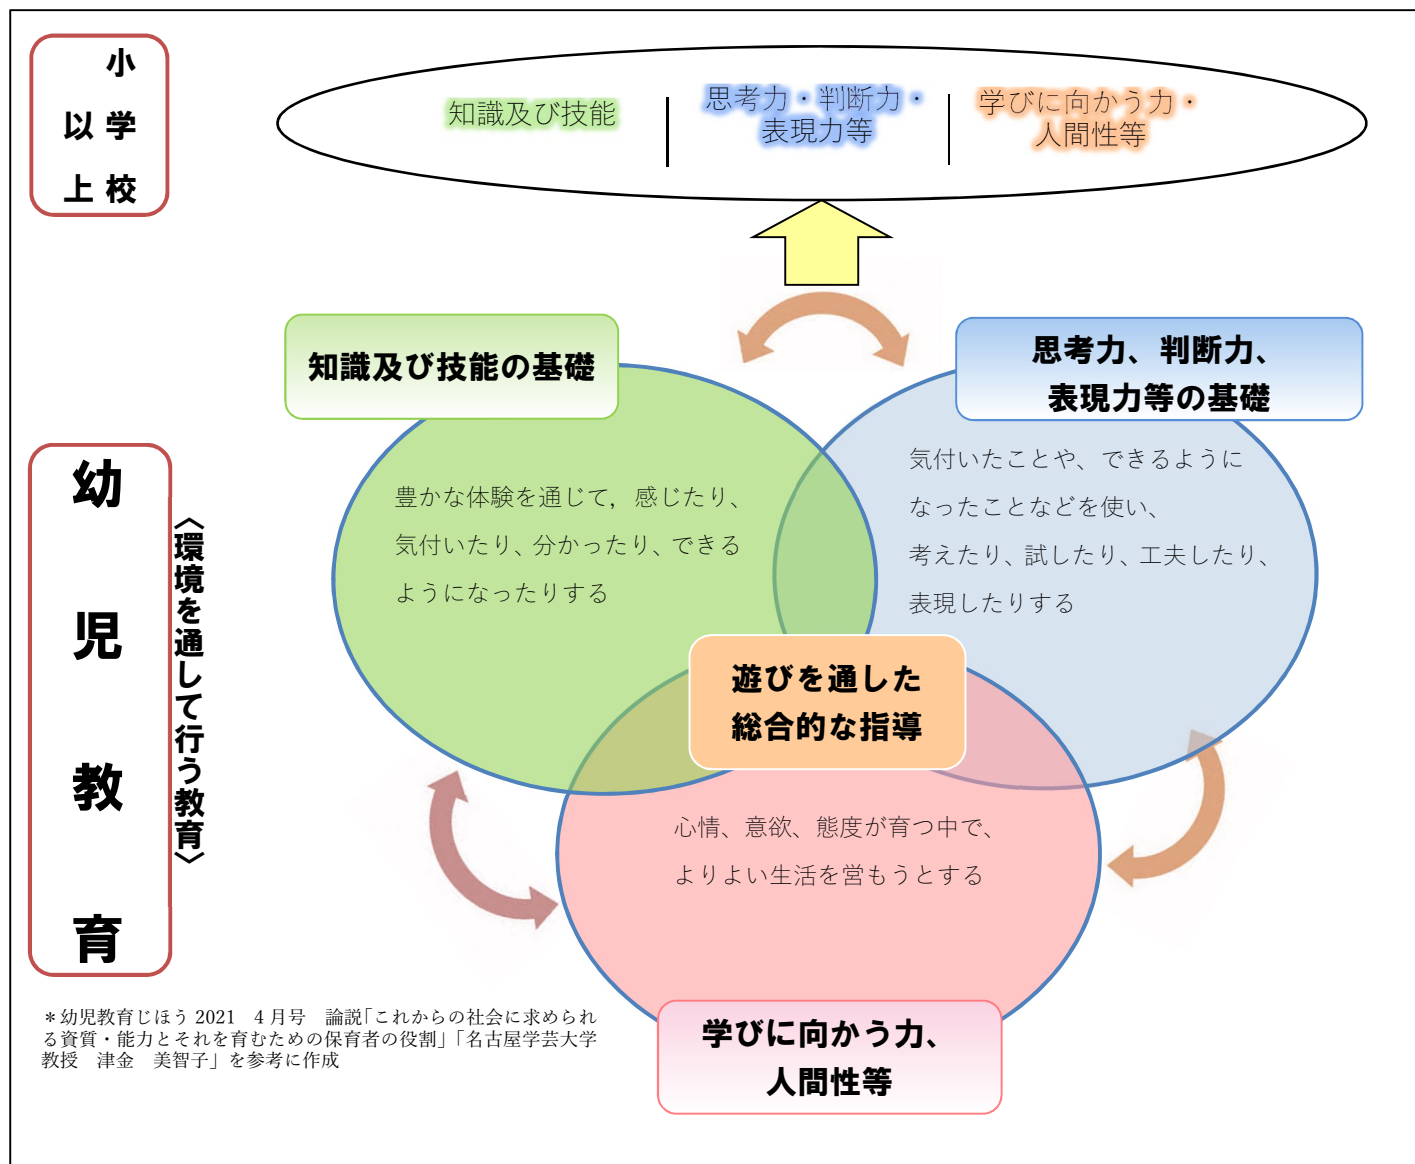 小学校
以上
知識及び技能
思考力・判断力・
表現力等
学びに向かう力・
人間性等
知識及び技能の基礎
思考力、判断力、
表現力等の基礎
幼児教育
〈環境を通して行う教育〉
豊かな体験を通じて，感じたり、
気付いたり、分かったり、できる
ようになったりする
気付いたことや、できるように
なったことなどを使い、
考えたり、試したり、工夫したり、
表現したりする
遊びを通した
総合的な指導
心情、意欲、態度が育つ中で、
よりよい生活を営もうとする
学びに向かう力、
人間性等
＊幼児教育じほう 2021　4 月号　論説「これからの社会に求められ
る資質・能力とそれを育むための保育者の役割」「名古屋学芸大学
教授　津金　美智子」を参考に作成